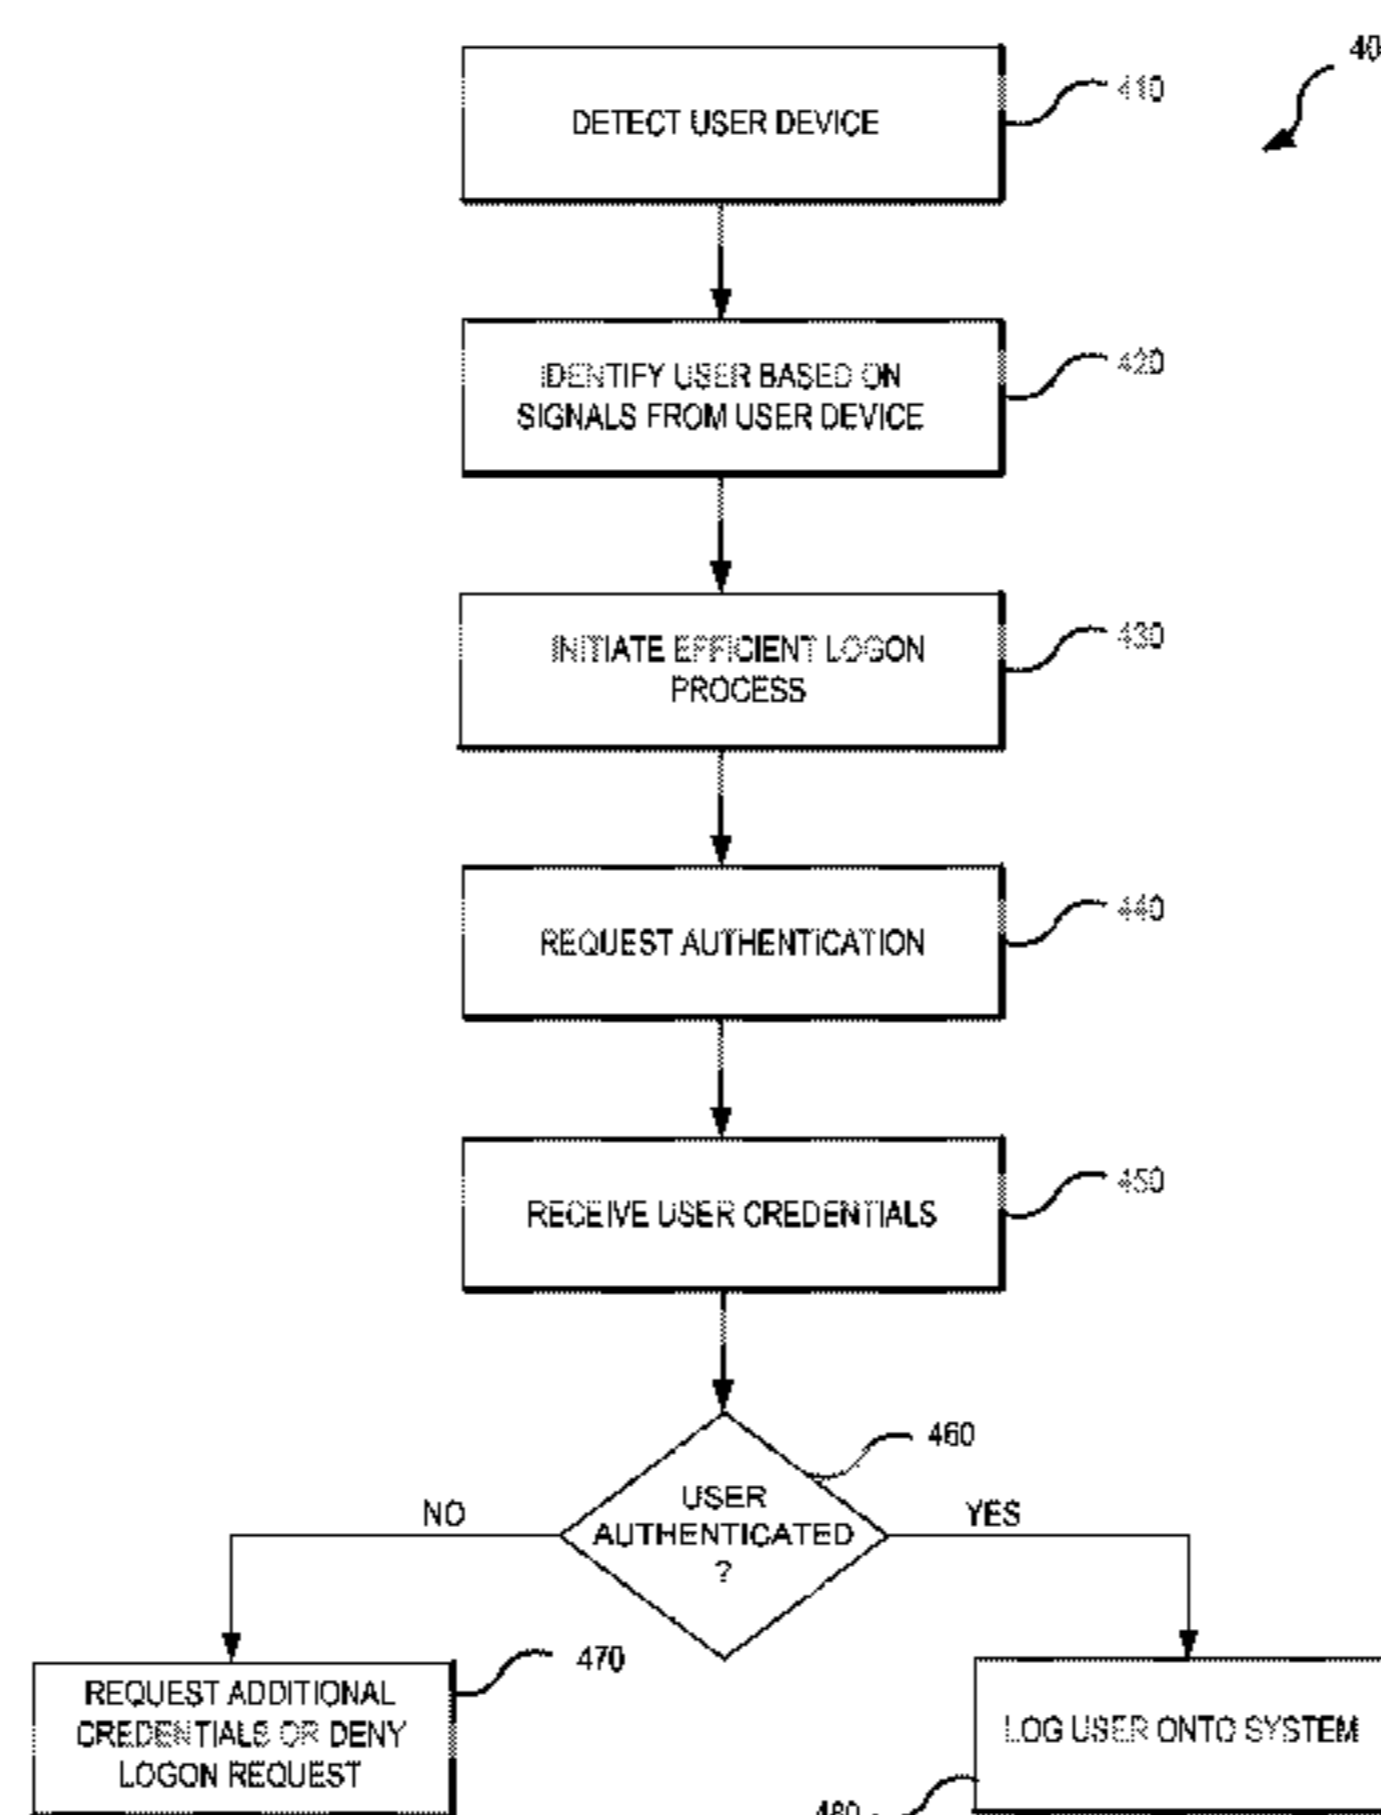 40
DETECT USER DEVICE
410
IDENTIFY USER BASED ON
SIGNALS FROM USER DEVICE
420
INITIATE EFFICIENT LOGON
PROCESS
430
REQUEST AUTHENTICATION
440
RECEIVE USER CREDENTIALS
450
460
USER
AUTHENTICATED
?
NO
YES
470
REQUEST ADDITIONAL
CREDENTIALS OR DENY
LOGON REQUEST
LOG USER ONTO SYSTEM
480